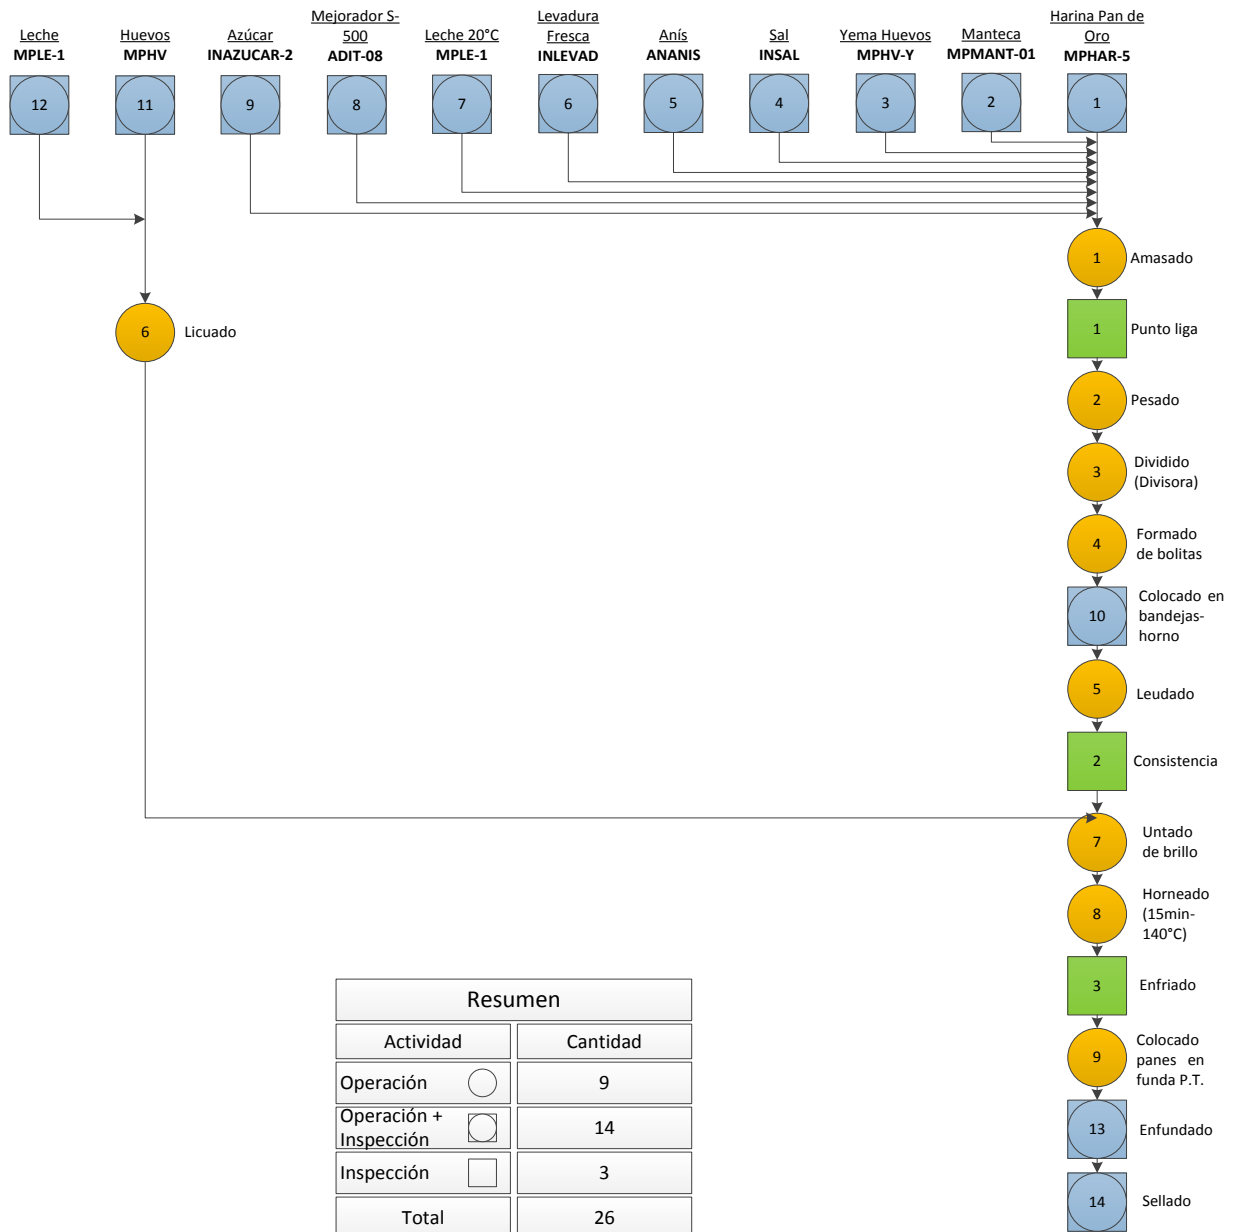 Leche
MPLE-1
12
Huevos
MPHV
11
Azúcar
INAZUCAR-2
9
Mejorador S-
500
ADIT-08
8
Leche 20°C
MPLE-1
7
Levadura
Fresca
INLEVAD
6
Anís
ANANIS
5
Sal
INSAL
4
Yema Huevos
MPHV-Y
3
Manteca
MPMANT-01
2
Harina Pan de
Oro
MPHAR-5
1
1
Amasado
1
Punto liga
6
Licuado
2
Pesado
3
Dividido
(Divisora)
4
Formado
de bolitas
10
Colocado en
bandejas-
horno
5
Leudado
2
Consistencia
7
Untado
de brillo
8
Horneado
(15min-
140°C)
3
Enfriado
9
Colocado
panes en
funda P.T.
13
Enfundado
14
Sellado
Resumen
Actividad Cantidad
Operación 9
Operación +
Inspección
14
Inspección 3
Total 26